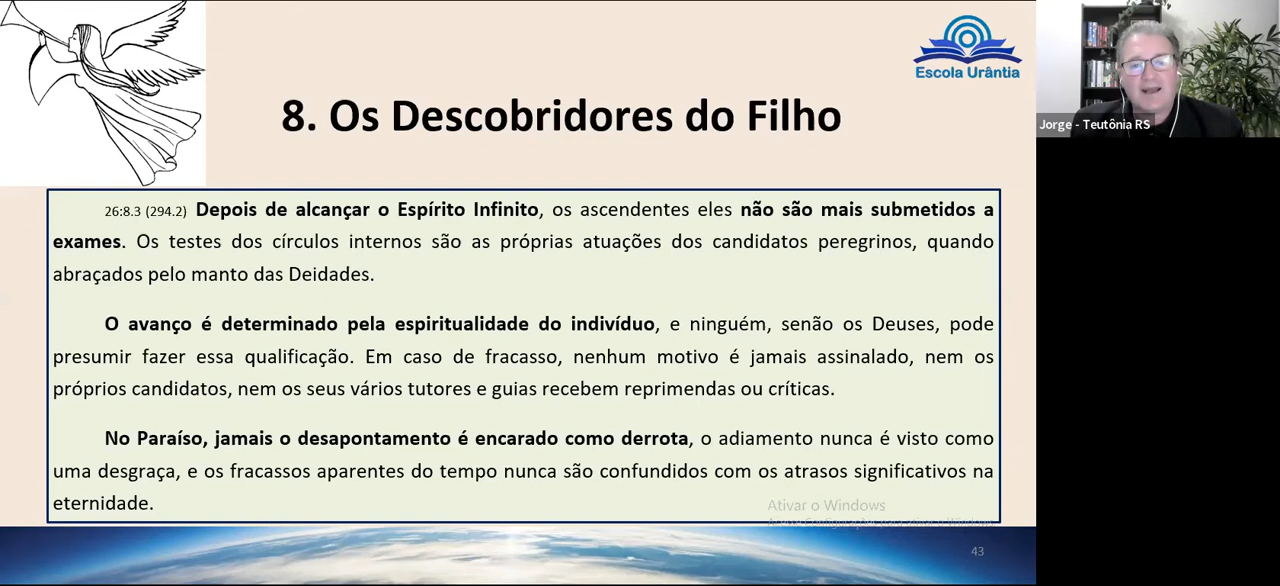 Escola Urântia
8. Os Descobridores do Filho
Jorge - Teutônia RS
26:8.3 (294.2) Depois de alcançar o Espírito Infinito, os ascendentes eles não são mais submetidos a
exames. Os testes dos círculos internos são as próprias atuações dos candidatos peregrinos, quando
abraçados pelo manto das Deidades.
O avanço é determinado pela espiritualidade do indivíduo, e ninguém, senão os Deuses, pode
presumir fazer essa qualificação. Em caso de fracasso, nenhum motivo é jamais assinalado, nem os
próprios candidatos, nem os seus vários tutores e guias recebem reprimendas ou críticas.
No Paraíso, jamais o desapontamento é encarado como derrota, o adiamento nunca é visto como
uma desgraça, e os fracassos aparentes do tempo nunca são confundidos com os atrasos significativos na
eternidade.
Ativar o Windows
43